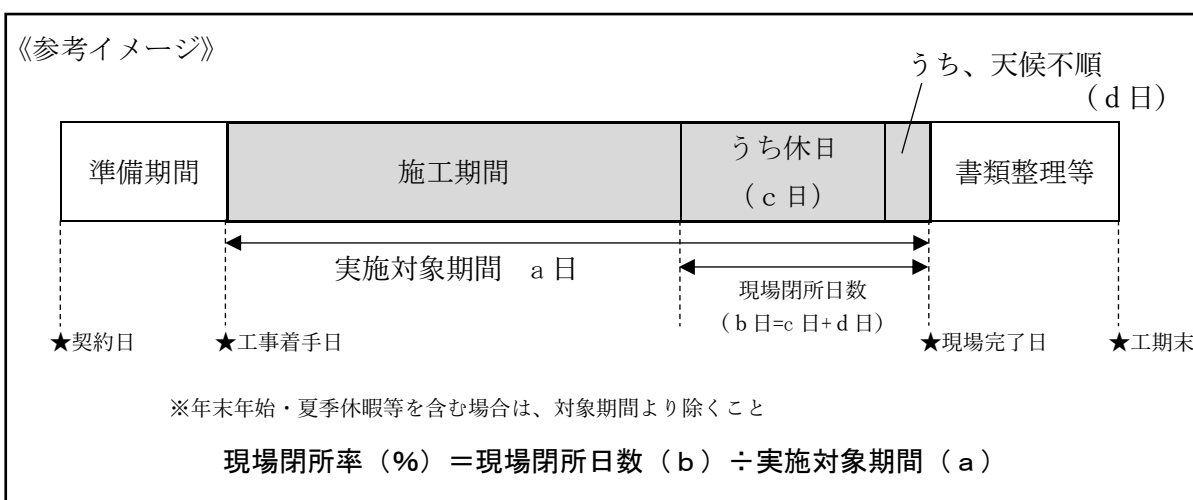 《参考イメージ》
うち、天候不順
(d日)
準備期間
施工期間
うち休日
(c日)
書類整理等
実施対象期間 a日
現場閉所日数
(b日=c日+d日)
★契約日
★工事着手日
★現場完了日
★工期末
※年末年始・夏季休暇等を含む場合は、対象期間より除くこと
現場閉所率(%)=現場閉所日数(b)÷実施対象期間(a)